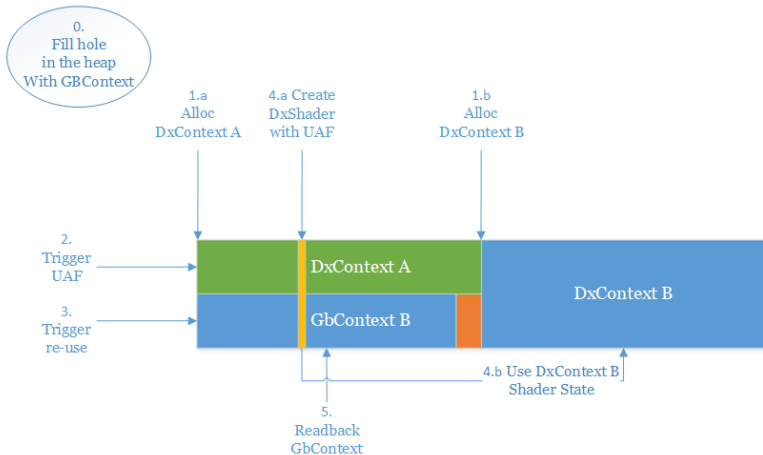 0.
Fill hole
in the heap
With GBContext
1.a
Alloc
DxContext A
4.a Create
DxShader
with UAF
1.b
Alloc
DxContext B
2.
Trigger
UAF
DxContext A
DxContext B
3.
Trigger
re-use
GbContext B
4.b Use DxContext B
Shader State
5.
Readback
GbContext